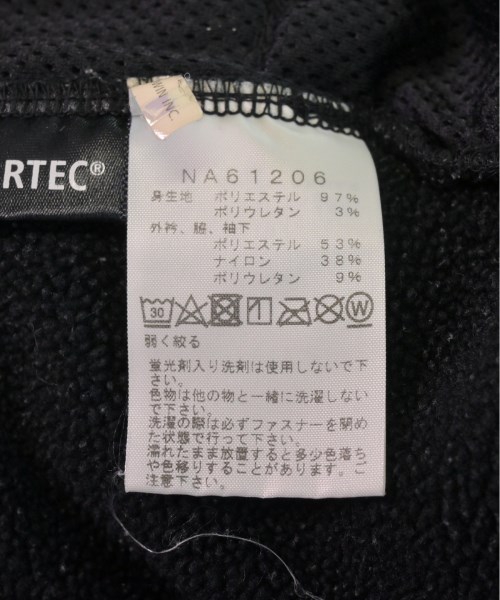 WIN INC.
RTEC®
NA61206
身生地 ポリエステル 97%
ポリウレタン 3%
外衿、脇、袖下
ポリエステル 53%
ナイロン 38%
ポリウレタン 9%
30
W
弱く絞る
蛍光剤入り洗剤は使用しないで下
さい。
色物は他の物と一緒に洗濯しない
で下さい。
洗濯の際は必ずファスナーを閉め
た状態で行って下さい。
濡れたまま放置すると多少色落ち
や色移りすることがあります。ご
注意下さい。